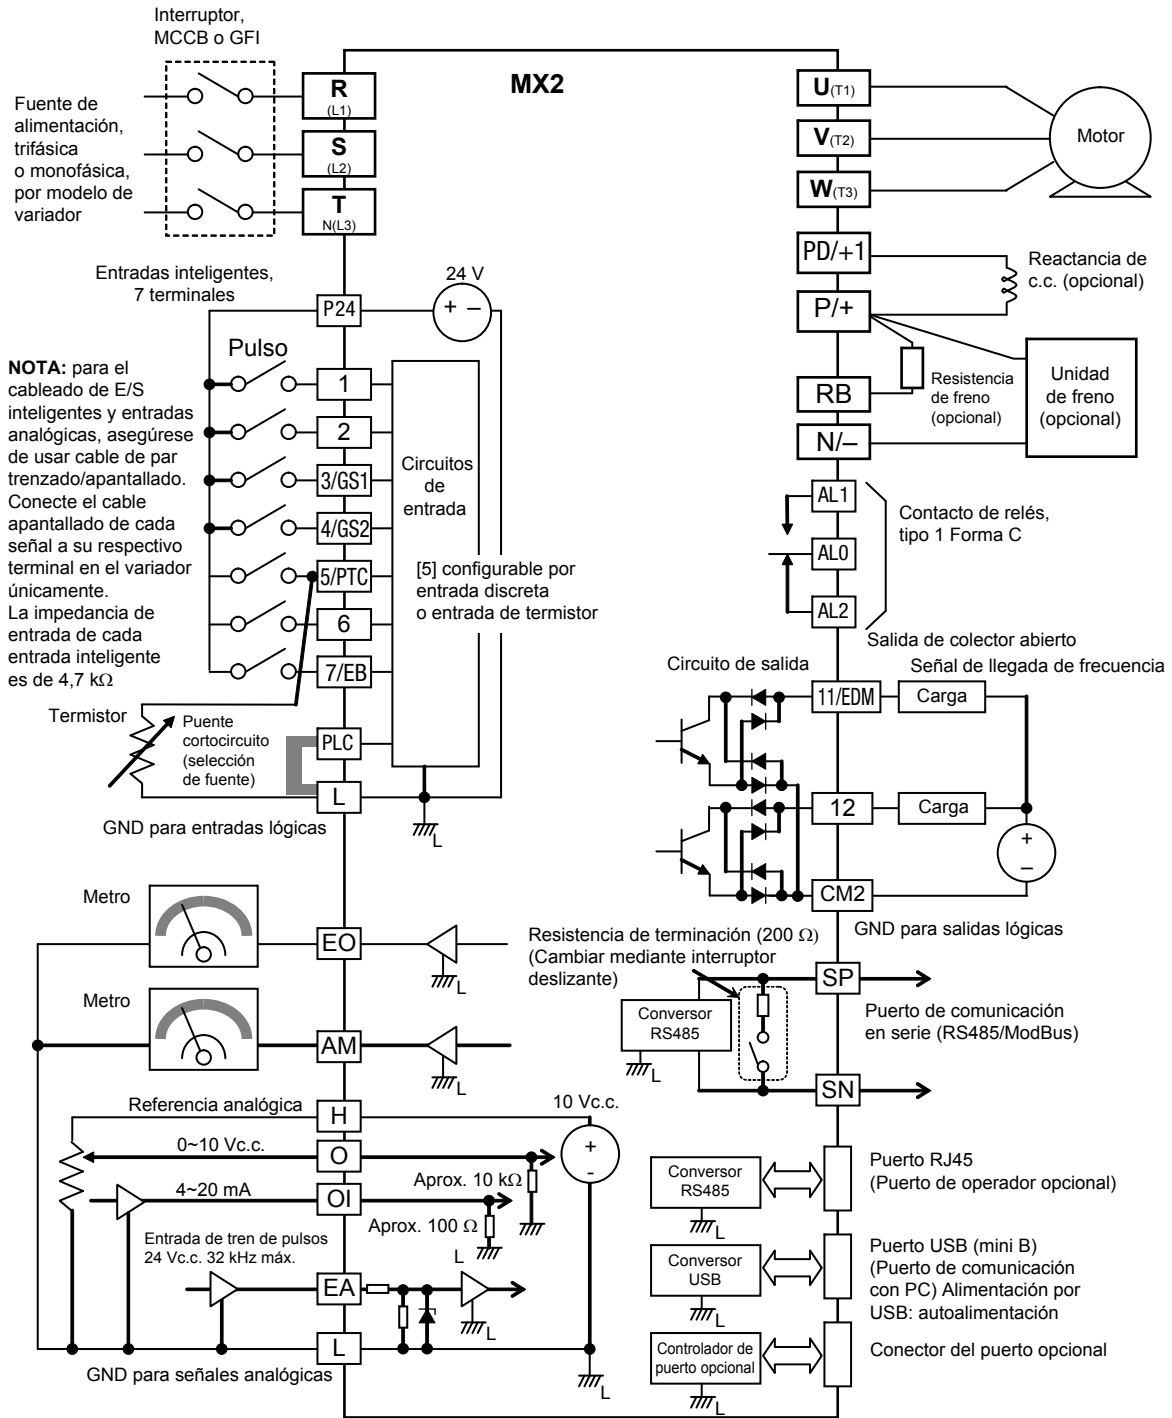 Interruptor,
MCCB o GFI
MX2
Fuente de
alimentación,
trifásica
o monofásica,
por modelo de
variador
R
(L1)
S
(L2)
T
N(L3)
U(T1)
V(T2)
W(T3)
Motor
PD/+1
P/+
Reactancia de
c.c. (opcional)
RB
N/–
Resistencia
de freno
(opcional)
Unidad
de freno
(opcional)
Entradas inteligentes,
7 terminales
24 V
P24
+ –
Pulso
NOTA: para el
cableado de E/S
inteligentes y entradas
analógicas, asegúrese
de usar cable de par
trenzado/apantallado.
Conecte el cable
apantallado de cada
señal a su respectivo
terminal en el variador
únicamente.
La impedancia de
entrada de cada
entrada inteligente
es de 4,7 kΩ
1
2
3/GS1
4/GS2
5/PTC
6
7/EB
PLC
L
Circuitos
de
entrada
[5] configurable por
entrada discreta
o entrada de termistor
AL1
AL0
AL2
Contacto de relés,
tipo 1 Forma C
Termistor
Puente
cortocircuito
(selección
de fuente)
GND para entradas lógicas
L
Salida de colector abierto
Circuito de salida
Señal de llegada de frecuencia
11/EDM
Carga
12
Carga
+
–
CM2
GND para salidas lógicas
Metro
EO
L
Metro
AM
L
Resistencia de terminación (200 Ω)
(Cambiar mediante interruptor
deslizante)
Conversor
RS485
L
SP
SN
Puerto de comunicación
en serie (RS485/ModBus)
Referencia analógica
H
10 Vc.c.
0~10 Vc.c.
O
+
-
Aprox. 10 kΩ
4~20 mA
OI
Aprox. 100 Ω
L
Entrada de tren de pulsos
24 Vc.c. 32 kHz máx.
EA
L
L
GND para señales analógicas
L
Conversor
RS485
L
Puerto RJ45
(Puerto de operador opcional)
Conversor
USB
L
Puerto USB (mini B)
(Puerto de comunicación
con PC) Alimentación por
USB: autoalimentación
Controlador de
puerto opcional
L
Conector del puerto opcional